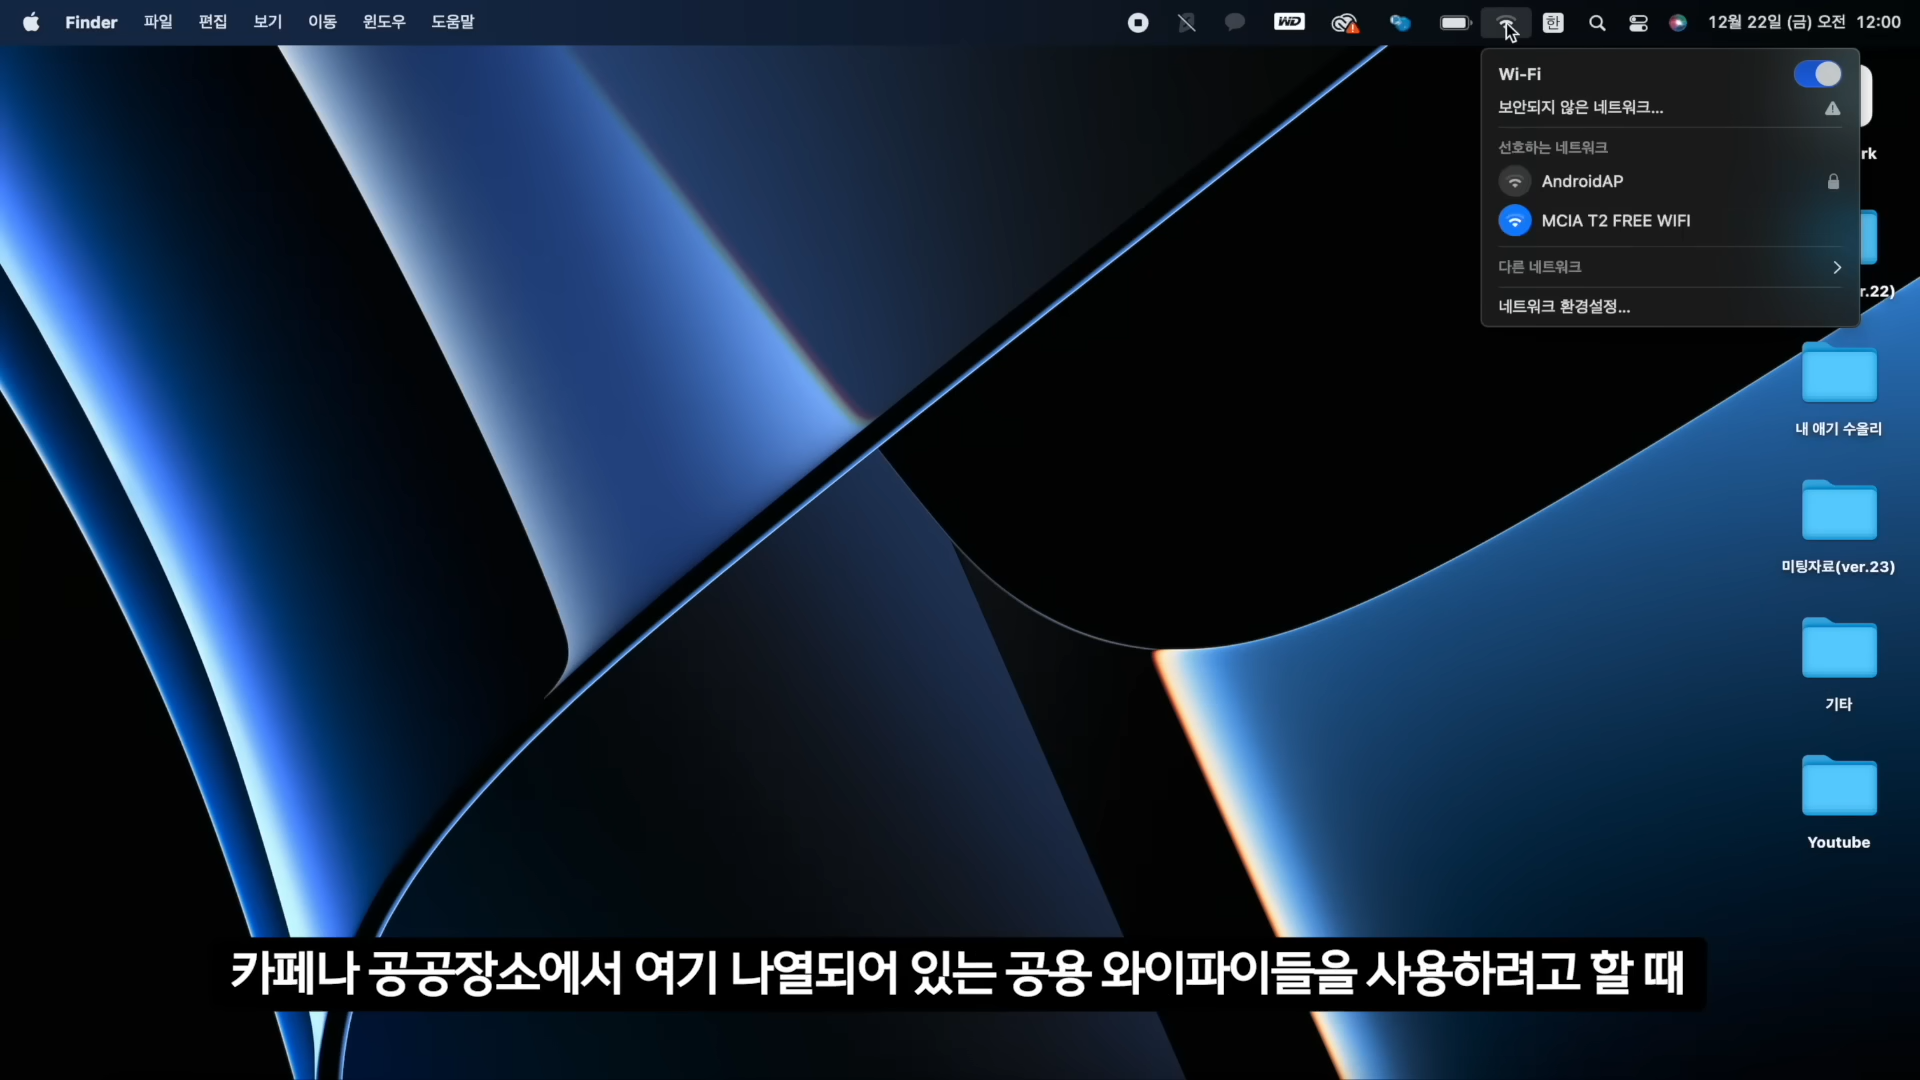 Finder 파일 편집 보기 이동 윈도우 도움말 WD 한 12월 22일 (금) 오전 12:00
Wi-Fi
보안되지 않은 네트워크...
선호하는 네트워크
AndroidAP
MCIA T2 FREE WIFI
다른 네트워크
네트워크 환경설정...
rk
r.22)
내 얘기 수올리
미팅자료(ver.23)
기타
Youtube
카페나 공공장소에서 여기 나열되어 있는 공용 와이파이들을 사용하려고 할 때